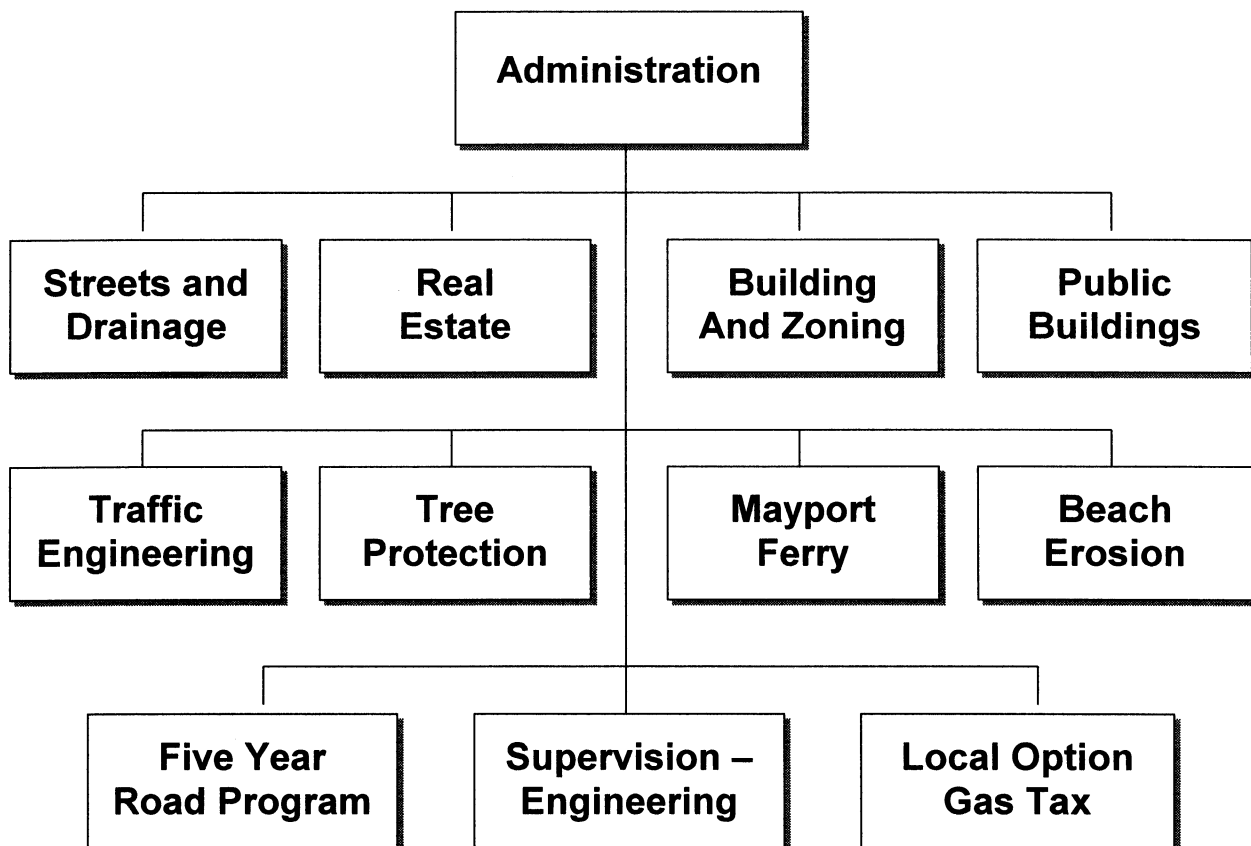 Administration
Streets and
Drainage
Real
Estate
Building
And Zoning
Public
Buildings
Traffic
Engineering
Tree
Protection
Mayport
Ferry
Beach
Erosion
Five Year
Road Program
Supervision –
Engineering
Local Option
Gas Tax